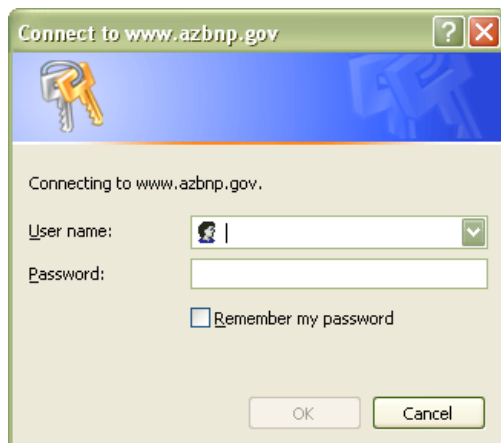 Connect to www.azbnp.gov
Connecting to www.azbnp.gov.
User name:
Password:
Remember my password
OK
Cancel